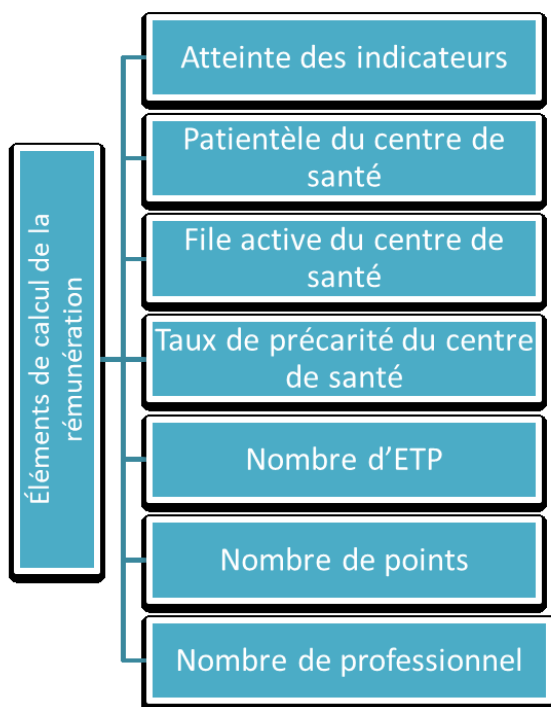 Éléments de calcul de la
rémunération
Atteinte des indicateurs
Patientèle du centre de
santé
File active du centre de
santé
Taux de précarité du centre
de santé
Nombre d’ETP
Nombre de points
Nombre de professionnel